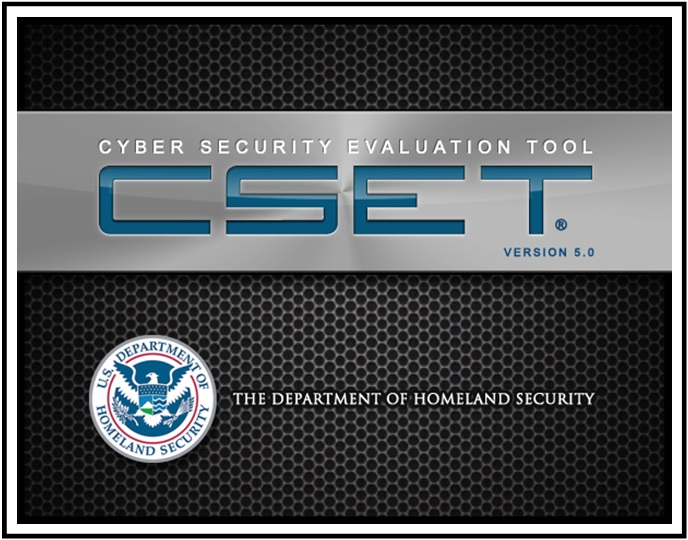 CYBER SECURITY EVALUATION TOOL
CSET®
VERSION 5.0
U.S. DEPARTMENT OF
HOMELAND SECURITY
THE DEPARTMENT OF HOMELAND SECURITY